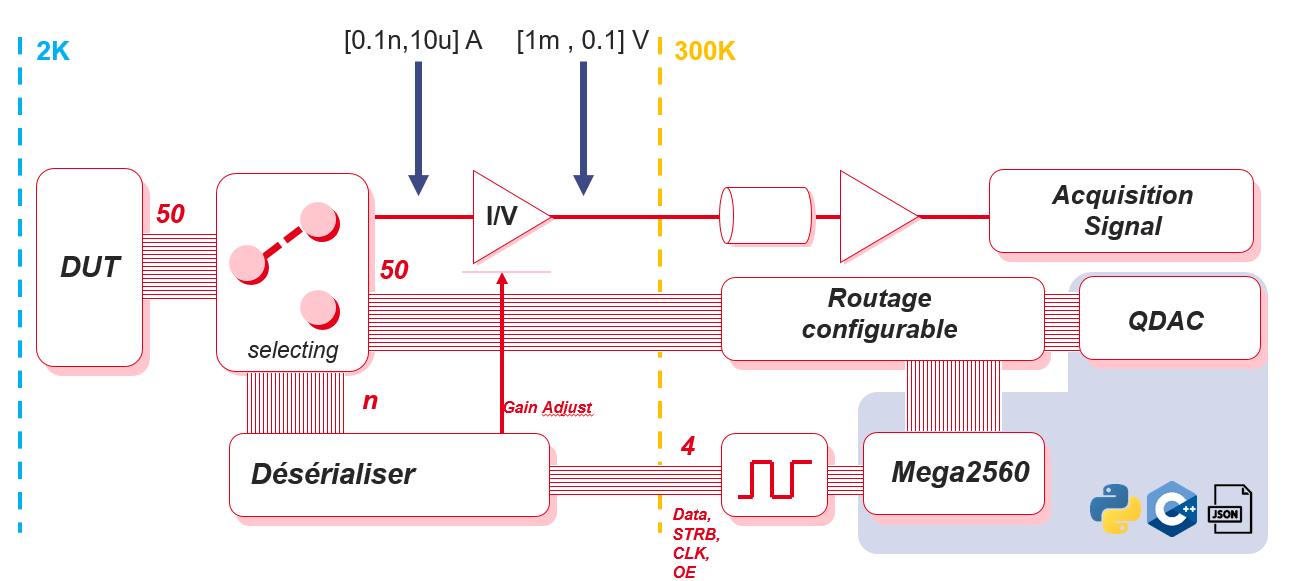 [0.1n,10u] A
[1m , 0.1] V
2K
300K
50
I/V
Acquisition
Signal
DUT
50
Routage
configurable
QDAC
selecting
n
Gain Adjust
4
Désérialiser
Mega2560
Data,
STRB,
CLK,
OE
C
++
JSON